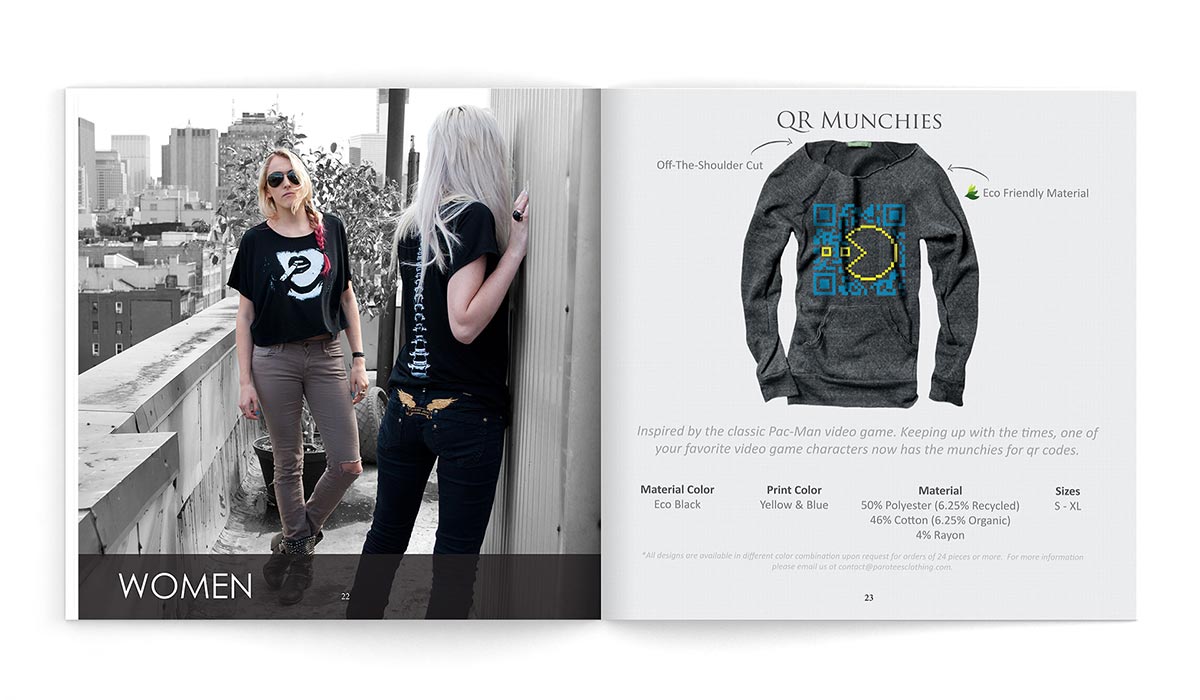 WOMEN
22
QR MUNCHIES
Off-The-Shoulder Cut
Eco Friendly Material
Inspired by the classic Pac-Man video game. Keeping up with the times, one of
your favorite video game characters now has the munchies for qr codes.
Material Color
Eco Black
Print Color
Yellow & Blue
Material
50% Polyester (6.25% Recycled)
46% Cotton (6.25% Organic)
4% Rayon
Sizes
S - XL
*All designs are available in different color combination upon request for orders of 24 pieces or more. For more information
please email us at contact@paroteesclothing.com.
23